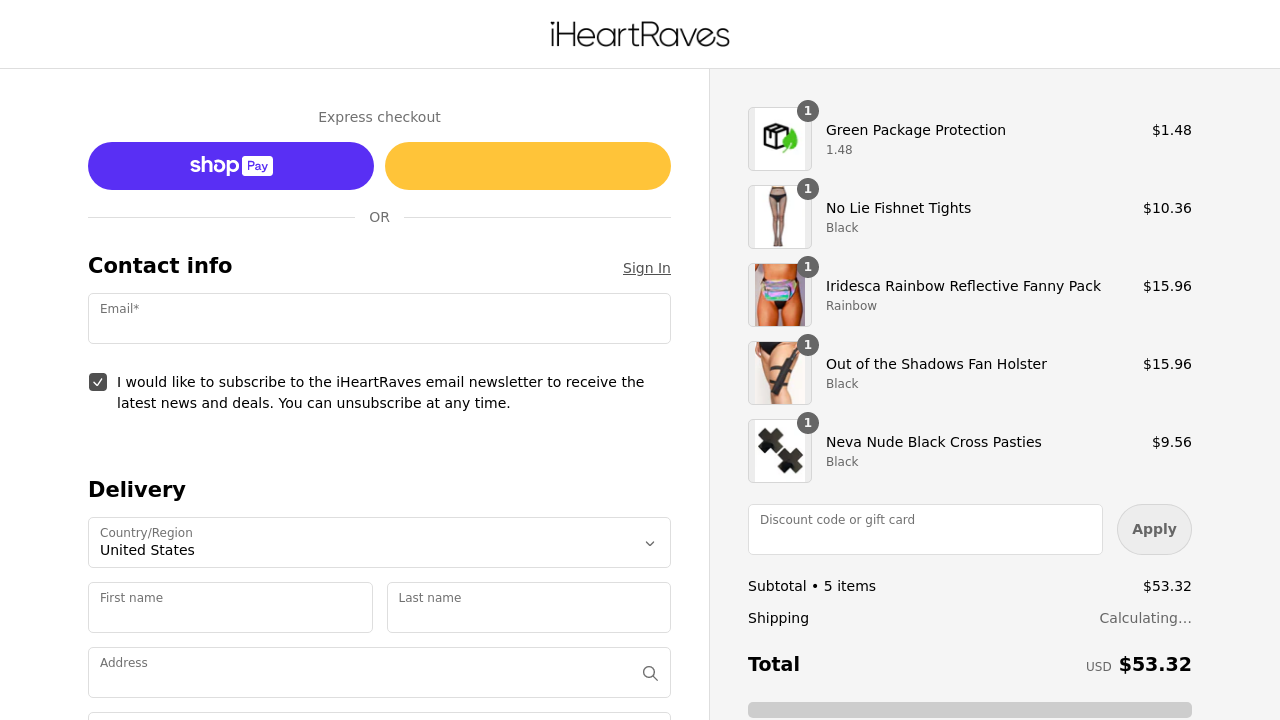 iHeartRaves
Express checkout
shop Pay
OR
Contact info
Sign In
Email*
I would like to subscribe to the iHeartRaves email newsletter to receive the
latest news and deals. You can unsubscribe at any time.
Delivery
Country/Region
United States
First name
Last name
Address
1
Green Package Protection
$1.48
1.48
1
No Lie Fishnet Tights
$10.36
Black
1
Iridesca Rainbow Reflective Fanny Pack
$15.96
Rainbow
1
Out of the Shadows Fan Holster
$15.96
Black
1
Neva Nude Black Cross Pasties
$9.56
Black
Discount code or gift card
Apply
Subtotal • 5 items
$53.32
Shipping
Calculating…
Total
USD $53.32